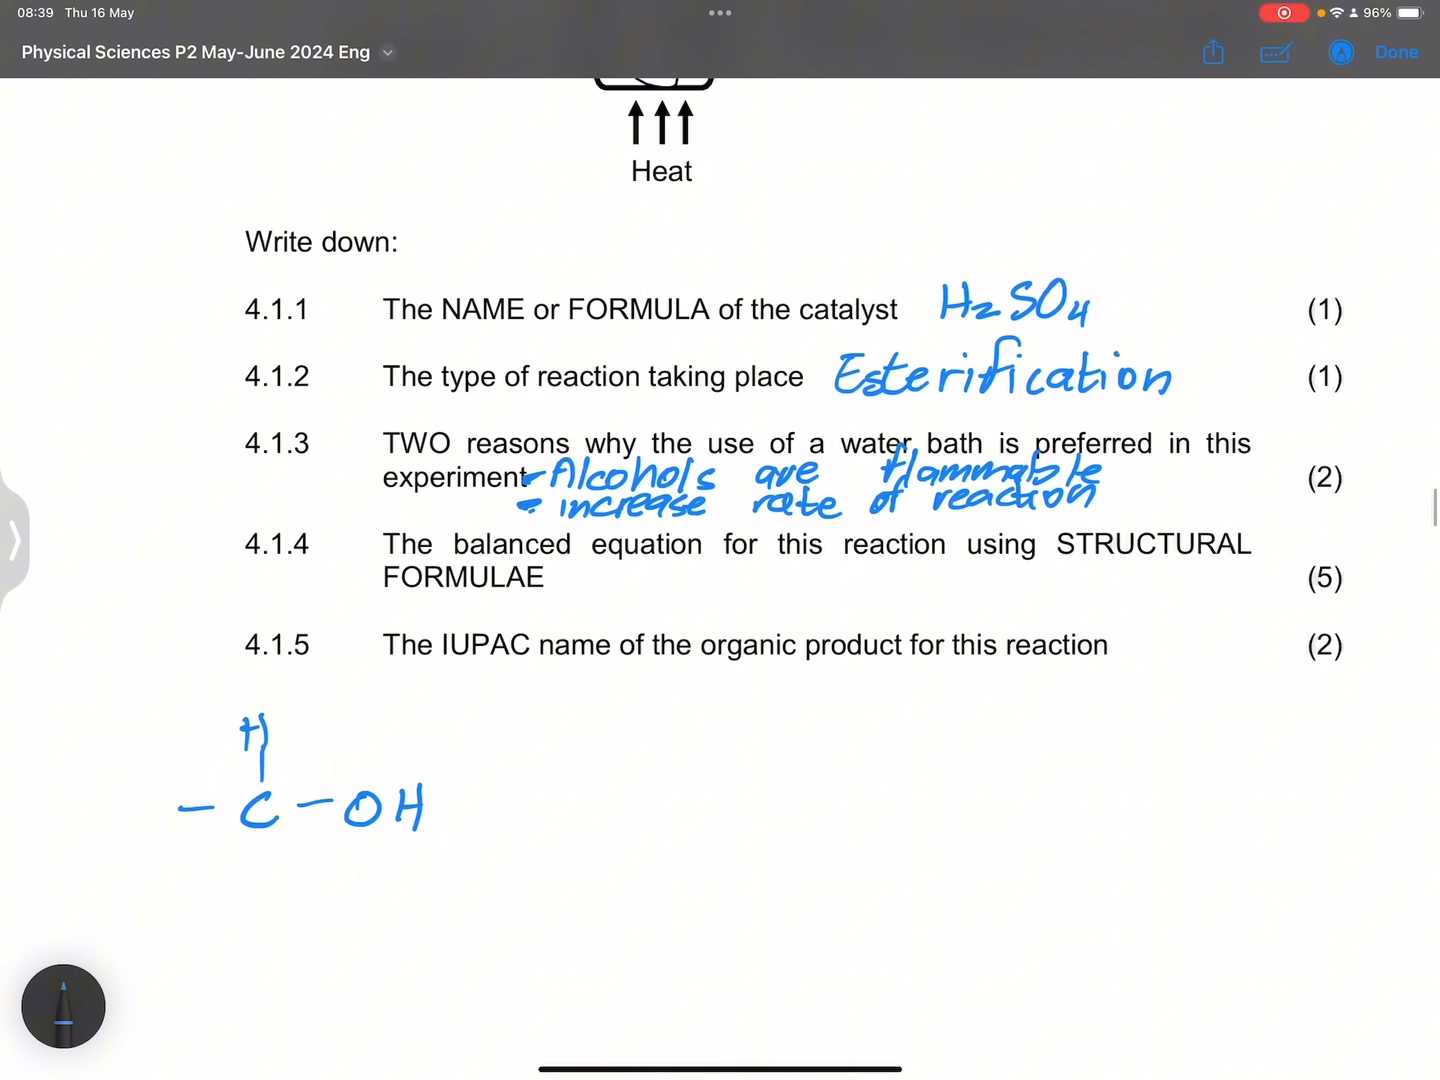 08:39 Thu 16 May
96%
Physical Sciences P2 May-June 2024 Eng
Done
Heat
Write down:
4.1.1 The NAME or FORMULA of the catalyst H2SO4 (1)
4.1.2 The type of reaction taking place Esterification (1)
4.1.3 TWO reasons why the use of a water bath is preferred in this
experiment - Alcohols are flammable (2)
- increase rate of reaction
4.1.4 The balanced equation for this reaction using STRUCTURAL
FORMULAE (5)
4.1.5 The IUPAC name of the organic product for this reaction (2)
H
- C - OH